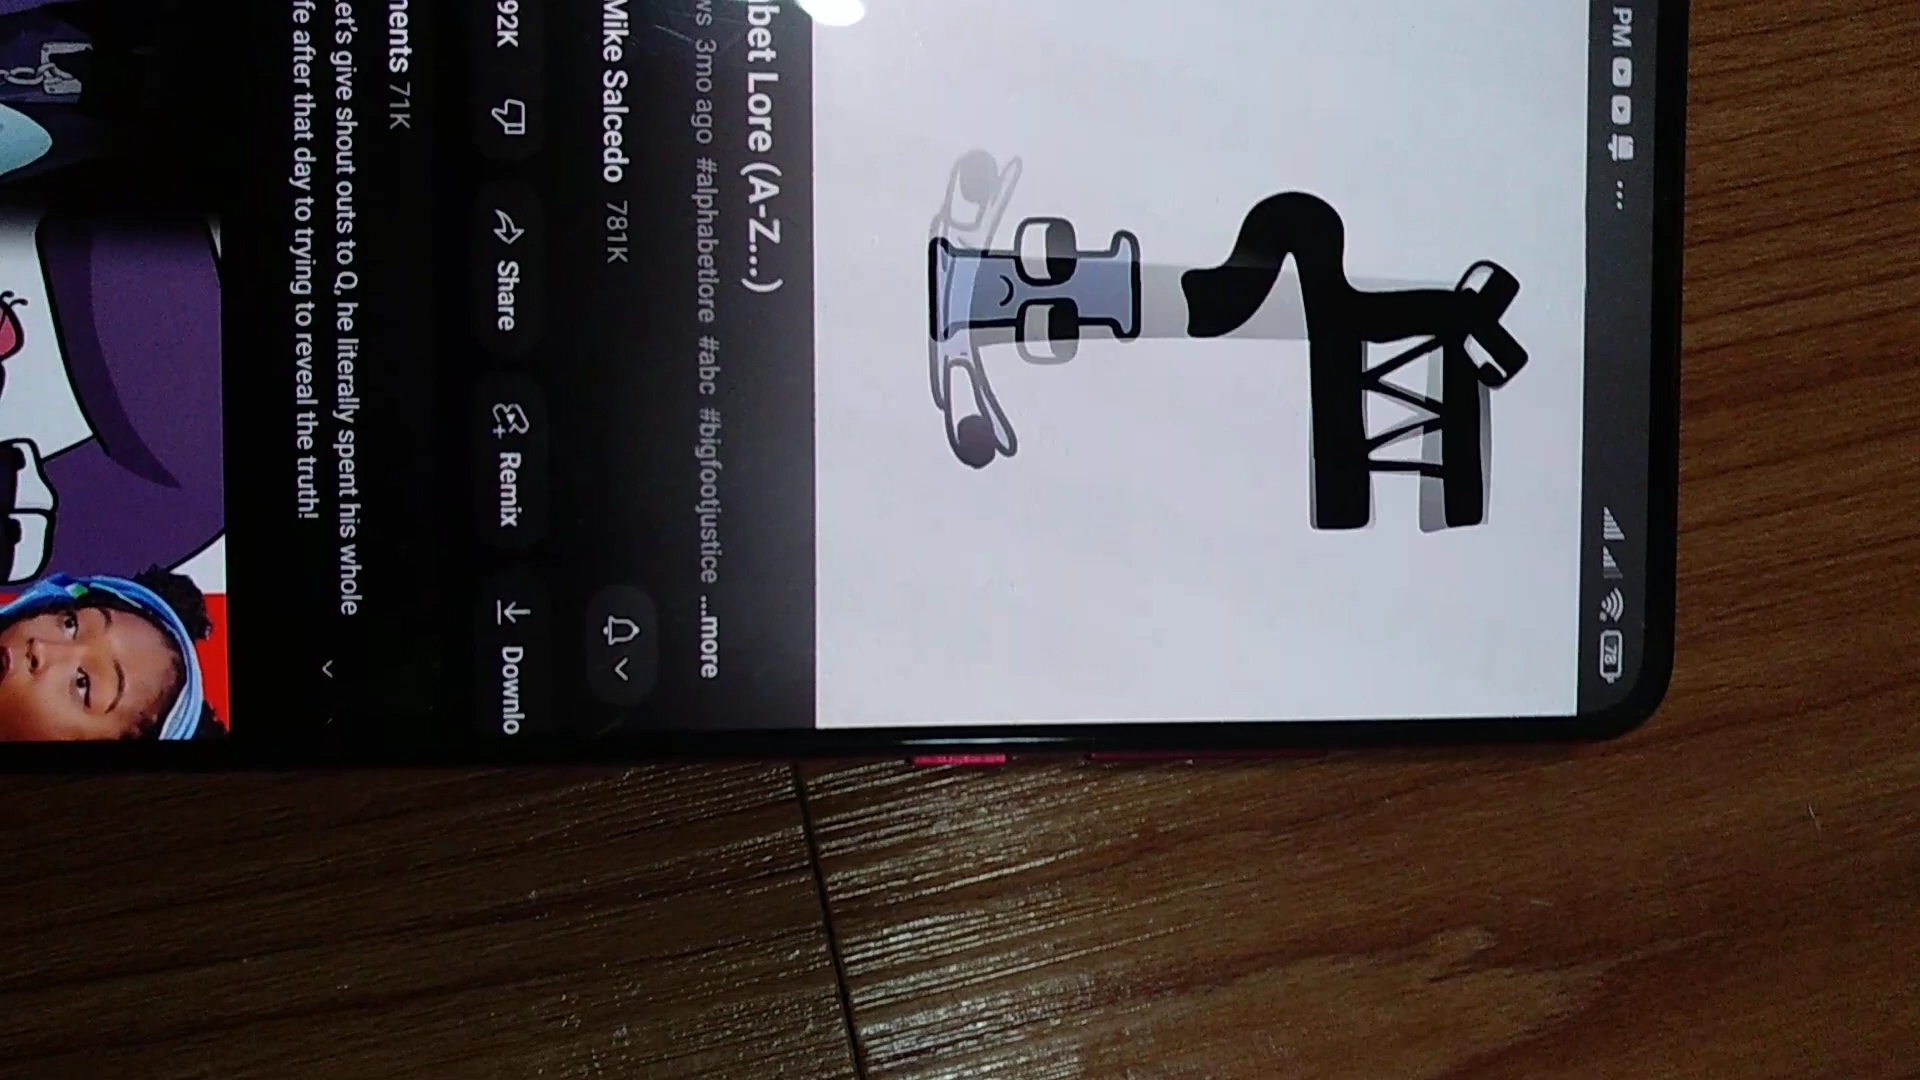 PM ... 78
bet Lore (A-Z...)
ws 3mo ago #alphabetlore #abc #bigfootjustice ...more
Mike Salcedo 781K
92K Share Remix Downlo
nents 71K
Let's give shout outs to Q, he literally spent his whole
fe after that day to trying to reveal the truth!